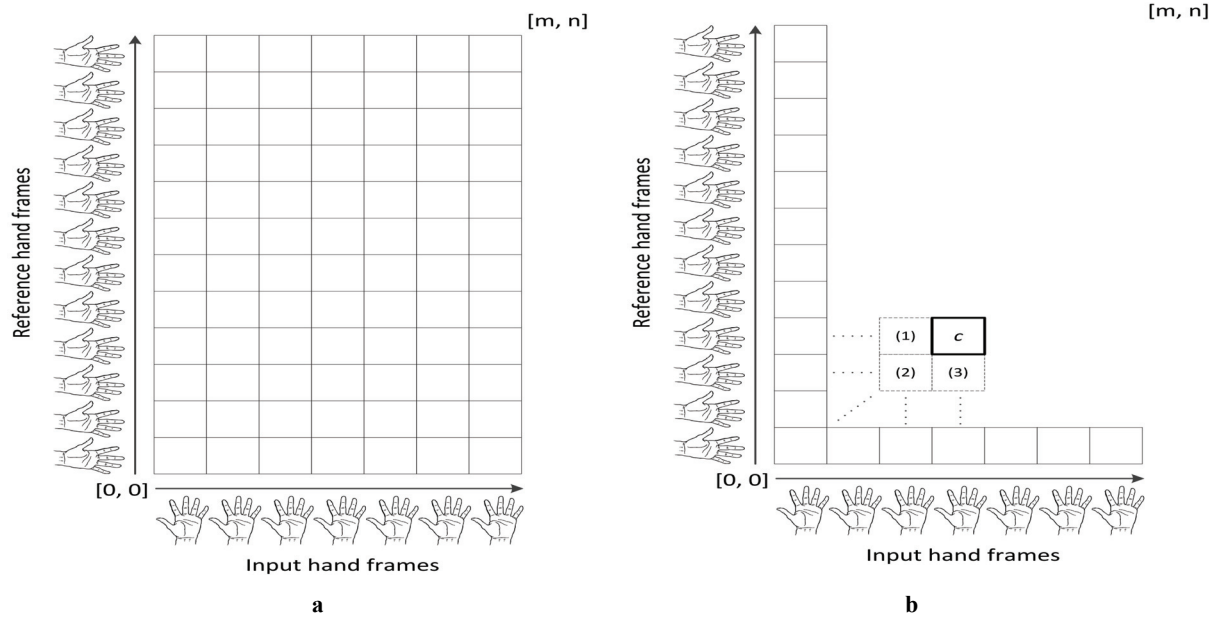 [m, n]
Reference hand frames
[0, 0]
Input hand frames
a
[m, n]
Reference hand frames
(1)
c
(2)
(3)
[0, 0]
Input hand frames
b